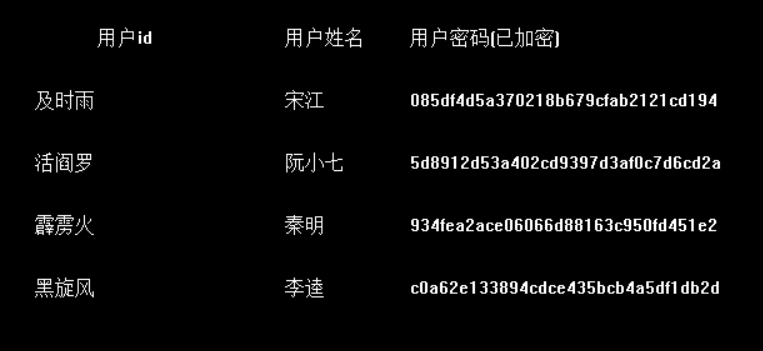 用户id 用户姓名 用户密码(已加密)
及时雨 宋江 085df4d5a370218b679cfab2121cd194
活阎罗 阮小七 5d8912d53a402cd9397d3af0c7d6cd2a
霹雳火 秦明 934fea2ace06066d88163c950fd451e2
黑旋风 李逵 c0a62e133894cdce435bcb4a5df1db2d